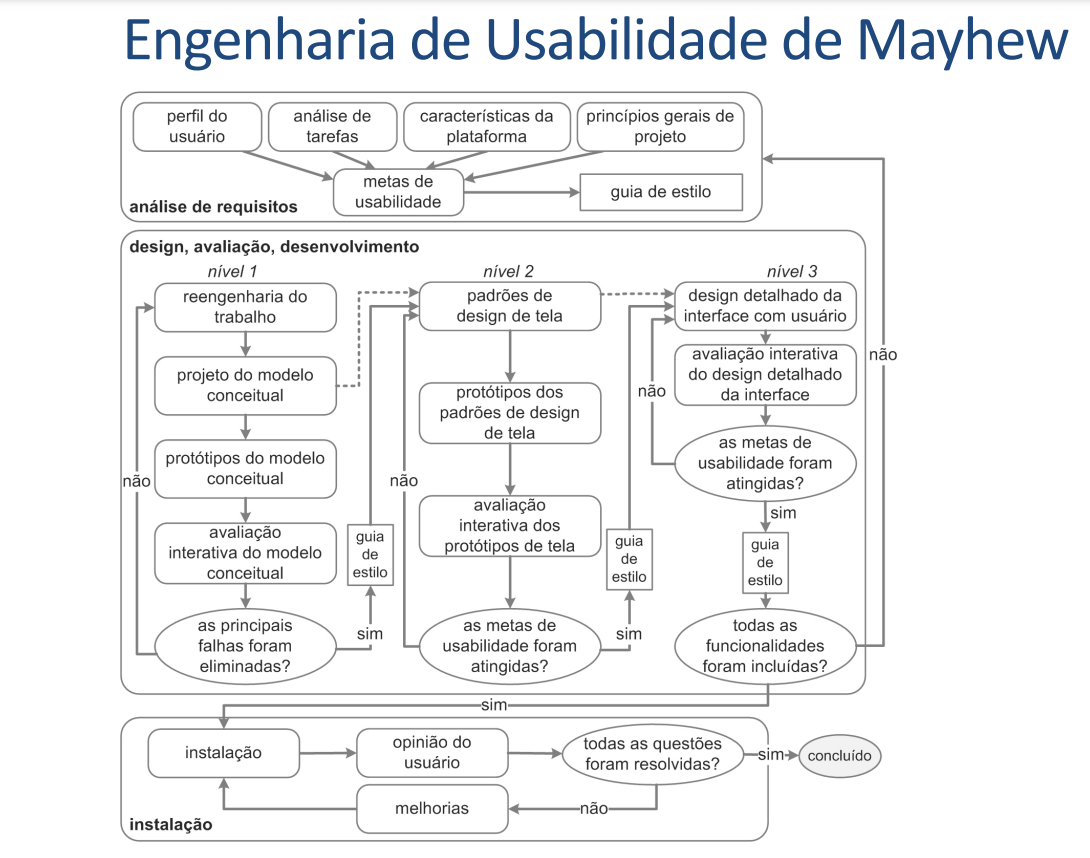 Engenharia de Usabilidade de Mayhew
perfil do
usuário
análise de
tarefas
características da
plataforma
princípios gerais de
projeto
metas de
usabilidade
guia de estilo
análise de requisitos
design, avaliação, desenvolvimento
nível 1
reengenharia do
trabalho
projeto do modelo
conceitual
protótipos do modelo
conceitual
não
avaliação
interativa do modelo
conceitual
as principais
falhas foram
eliminadas?
sim
guia
de
estilo
nível 2
padrões de
design de tela
protótipos dos
padrões de design
de tela
não
avaliação
interativa dos
protótipos de tela
as metas de
usabilidade foram
atingidas?
sim
guia
de
estilo
nível 3
design detalhado da
interface com usuário
avaliação interativa
do design detalhado
da interface
não
as metas de
usabilidade foram
atingidas?
sim
guia
de
estilo
todas as
funcionalidades
foram incluídas?
não
sim
instalação
opinião do
usuário
todas as questões
foram resolvidas?
sim
concluído
não
melhorias
instalação